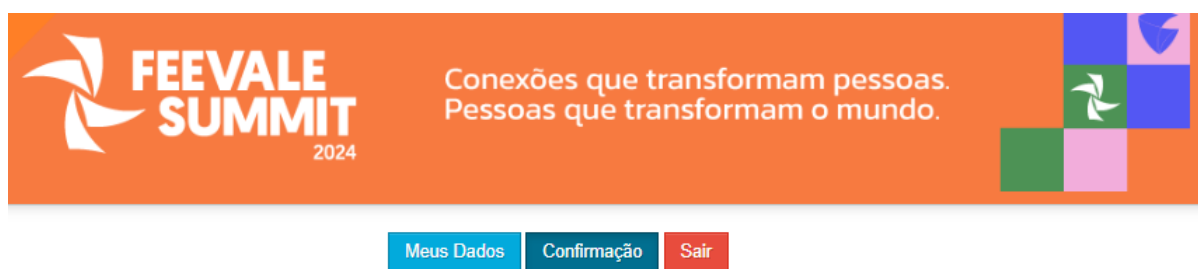 FEEVALE
SUMMIT
2024
Conexões que transformam pessoas.
Pessoas que transformam o mundo.
Meus Dados
Confirmação
Sair